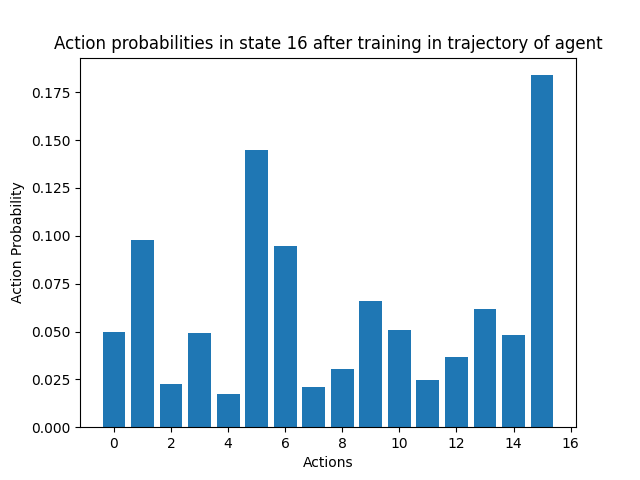 Action probabilities in state 16 after training in trajectory of agent
0.175
0.150
0.125
0.100
0.075
0.050
0.025
0.000
Action Probability
0 2 4 6 8 10 12 14 16
Actions